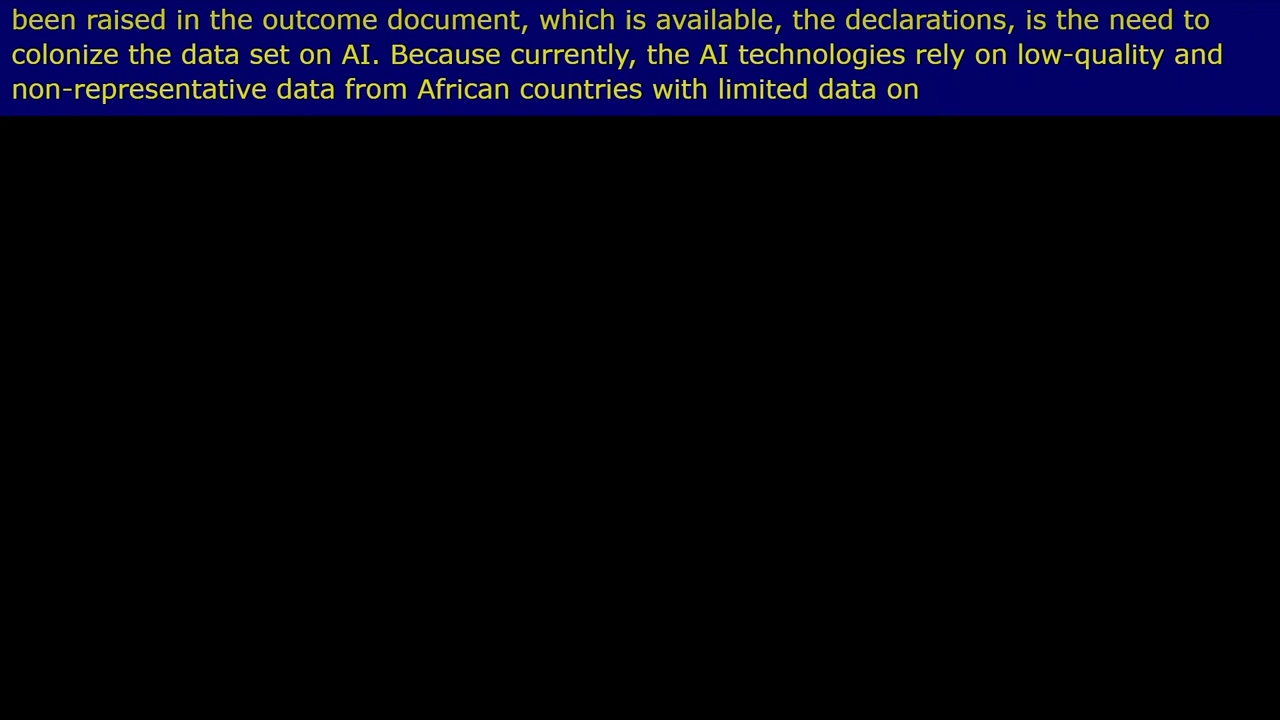 been raised in the outcome document, which is available, the declarations, is the need to
colonize the data set on AI. Because currently, the AI technologies rely on low-quality and
non-representative data from African countries with limited data on